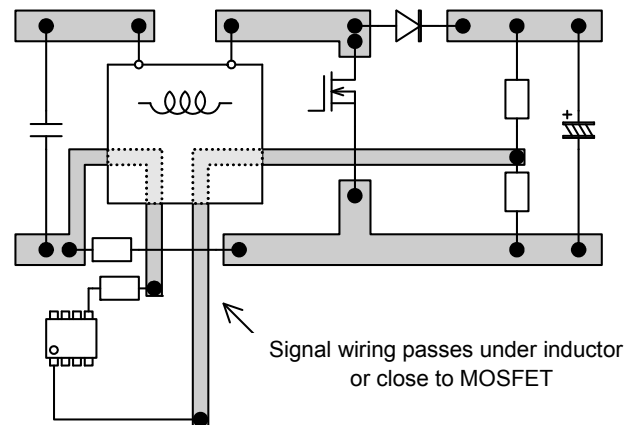 +
Signal wiring passes under inductor
or close to MOSFET